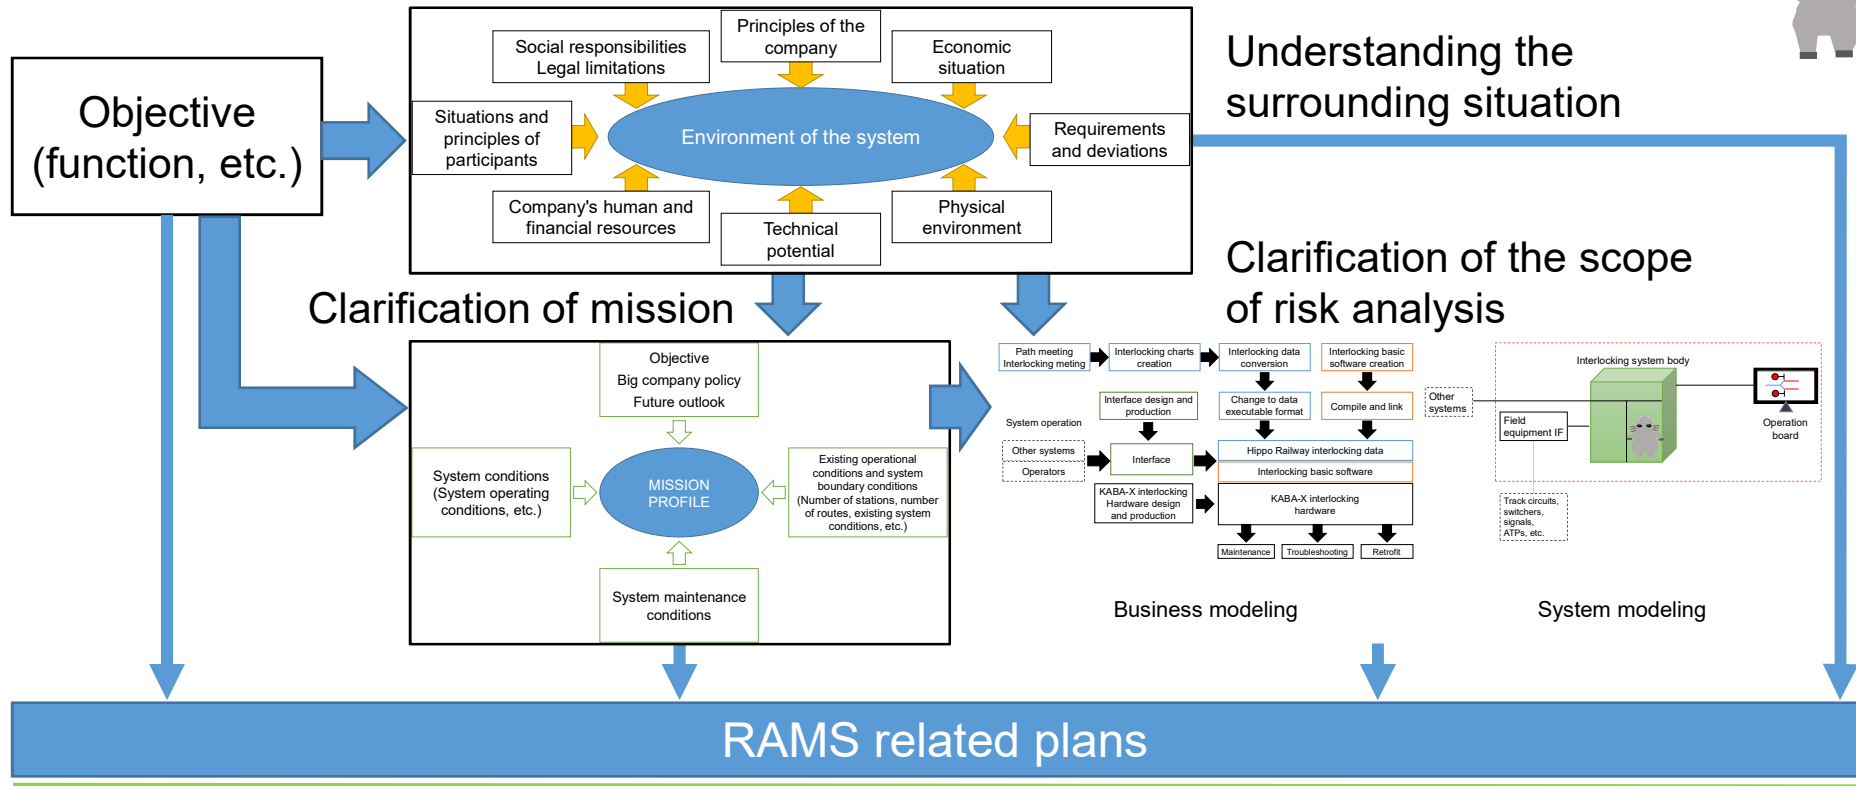 Objective
(function, etc.)
Social responsibilities
Legal limitations
Principles of the
company
Economic
situation
Situations and
principles of
participants
Environment of the system
Requirements
and deviations
Company's human and
financial resources
Technical
potential
Physical
environment
Understanding the
surrounding situation
Clarification of mission
Clarification of the scope
of risk analysis
Objective
Big company policy
Future outlook
System conditions
(System operating
conditions, etc.)
MISSION
PROFILE
Existing operational
conditions and system
boundary conditions
(Number of stations, number
of routes, existing system
conditions, etc.)
System maintenance
conditions
Path meeting
Interlocking meting
Interlocking charts
creation
Interlocking data
conversion
Interlocking basic
software creation
Interface design and
production
Change to data
executable format
Compile and link
System operation
Other systems
Operators
Interface
Hippo Railway interlocking data
Interlocking basic software
KABA-X interlocking
Hardware design
and production
KABA-X interlocking
hardware
Maintenance
Troubleshooting
Retrofit
Business modeling
Interlocking system body
Other
systems
Field
equipment IF
Operation
board
Track circuits,
switchers,
signals,
ATPs, etc.
System modeling
RAMS related plans